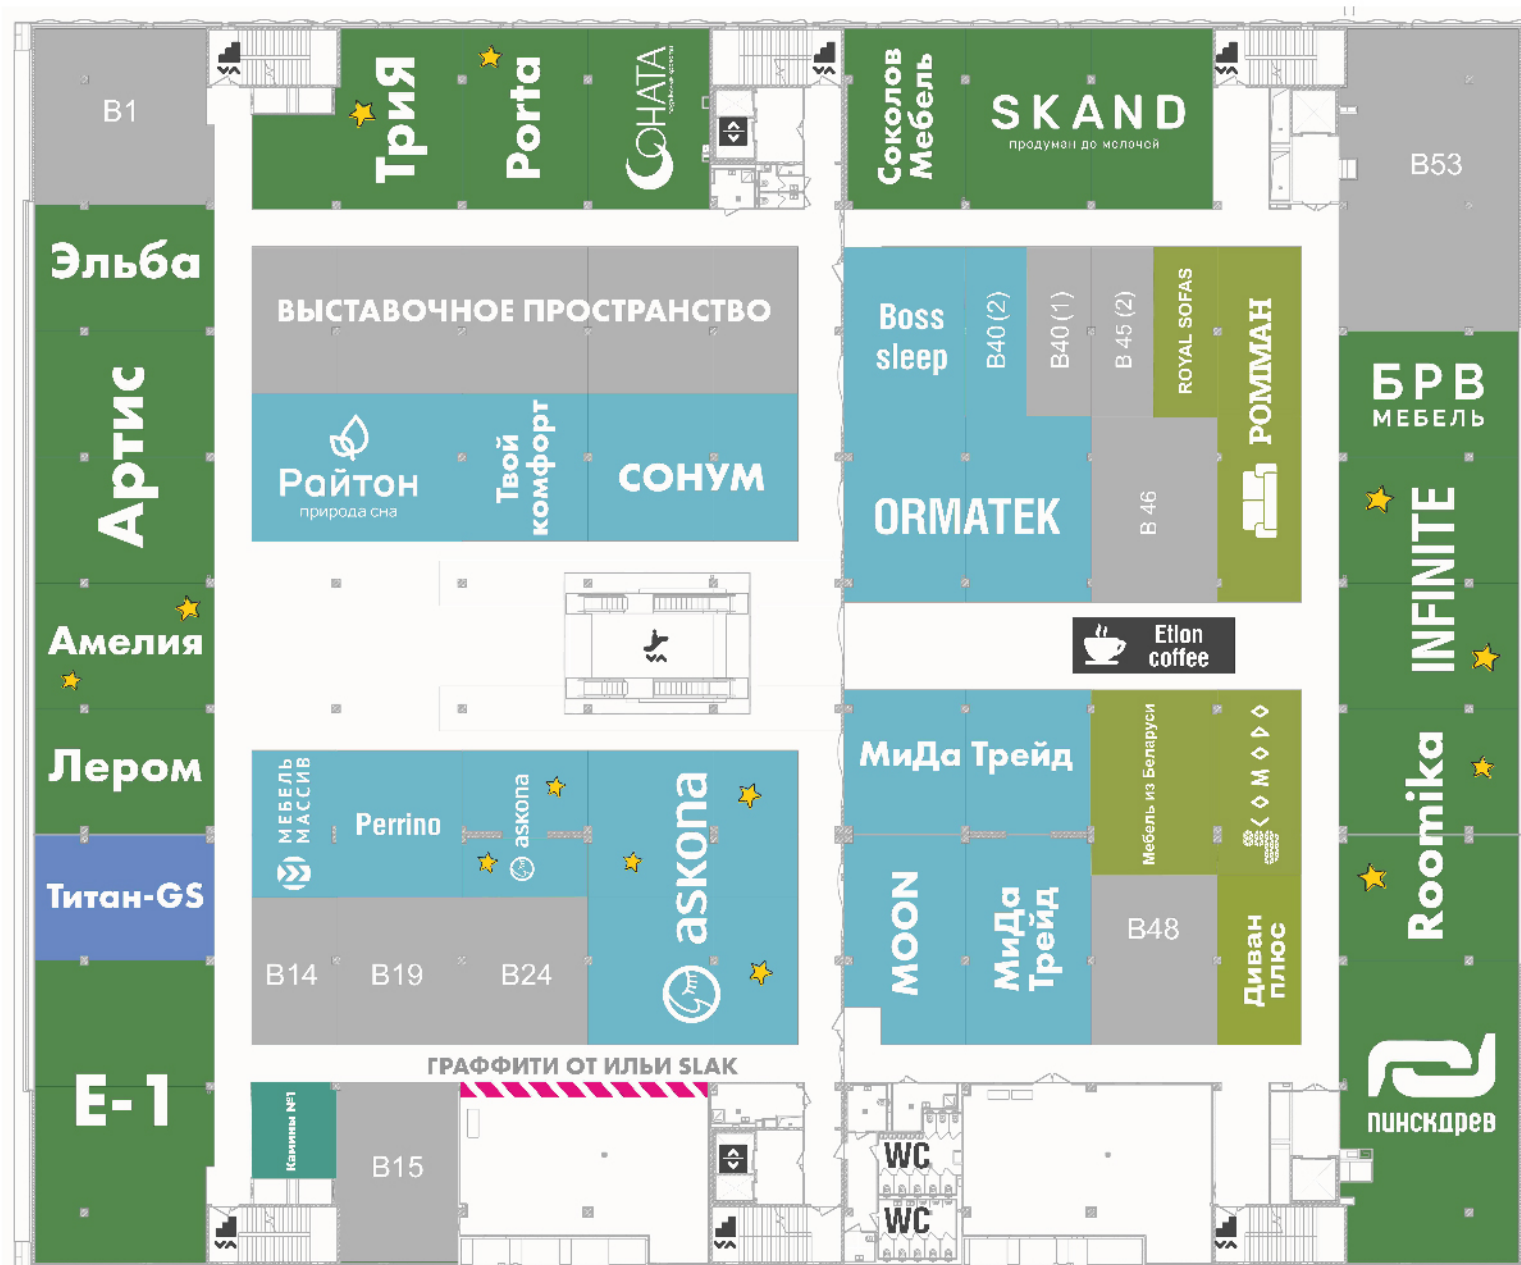 B1
ТриЯ
Porta
СОНАТА
Соколов
Мебель
SKAND
продуман до мелочей
B53
Эльба
ВЫСТАВОЧНОЕ ПРОСТРАНСТВО
Boss
sleep
B40 (2)
B40 (1)
B 45 (2)
ROYAL SOFAS
РОММАН
БРВ
МЕБЕЛЬ
Артис
Райтон
природа сна
Твой
комфорт
СОНУМ
ORMATEK
B 46
INFINITE
Амелия
Etlon
coffee
Лером
МЕБЕЛЬ
МАССИВ
Perrino
askona
askona
МиДа Трейд
Мебель из Беларуси
КОМОДО
Roomika
Титан-GS
B14
B19
B24
MOON
МиДа
Трейд
B48
Диван
плюс
ГРАФФИТИ ОТ ИЛЬИ SLAK
E-1
Камины №1
B15
WC
WC
ПИНСКДРЕВ